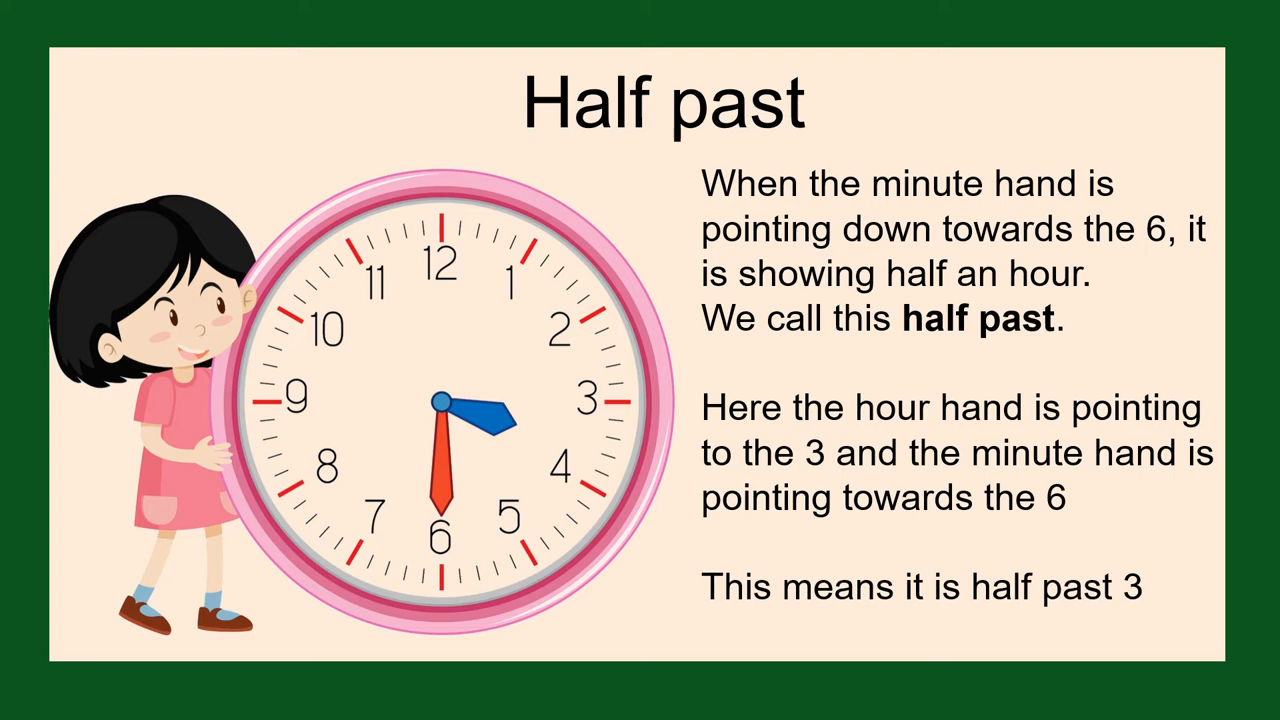 Half past
When the minute hand is
pointing down towards the 6, it
is showing half an hour.
We call this half past.
Here the hour hand is pointing
to the 3 and the minute hand is
pointing towards the 6
This means it is half past 3
12
11
1
10
2
9
3
8
4
7
5
6